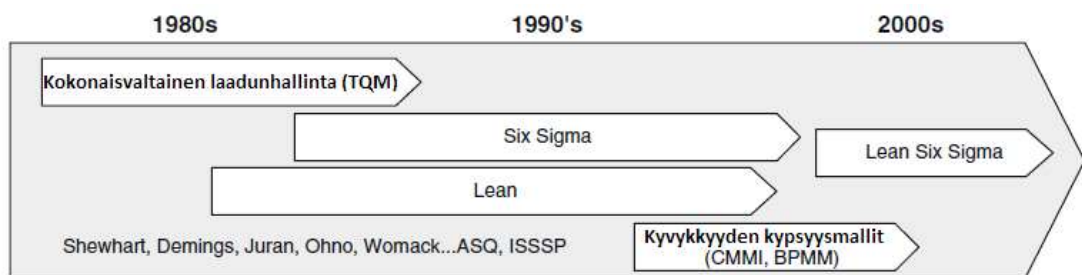 1980s 1990's 2000s
Kokonaisvaltainen laadunhallinta (TQM)
Six Sigma
Lean Six Sigma
Lean
Shewhart, Demings, Juran, Ohno, Womack...ASQ, ISSSP
Kyvykkyyden kypsyysmallit
(CMMI, BPMM)